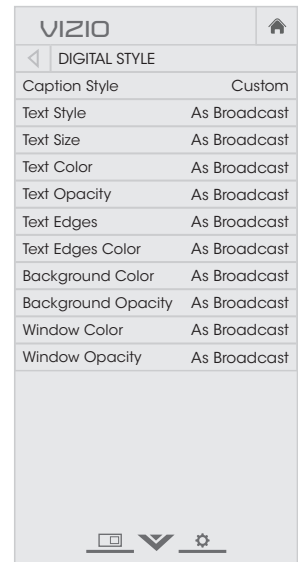 VIZIO
DIGITAL STYLE
Caption Style Custom
Text Style As Broadcast
Text Size As Broadcast
Text Color As Broadcast
Text Opacity As Broadcast
Text Edges As Broadcast
Text Edges Color As Broadcast
Background Color As Broadcast
Background Opacity As Broadcast
Window Color As Broadcast
Window Opacity As Broadcast